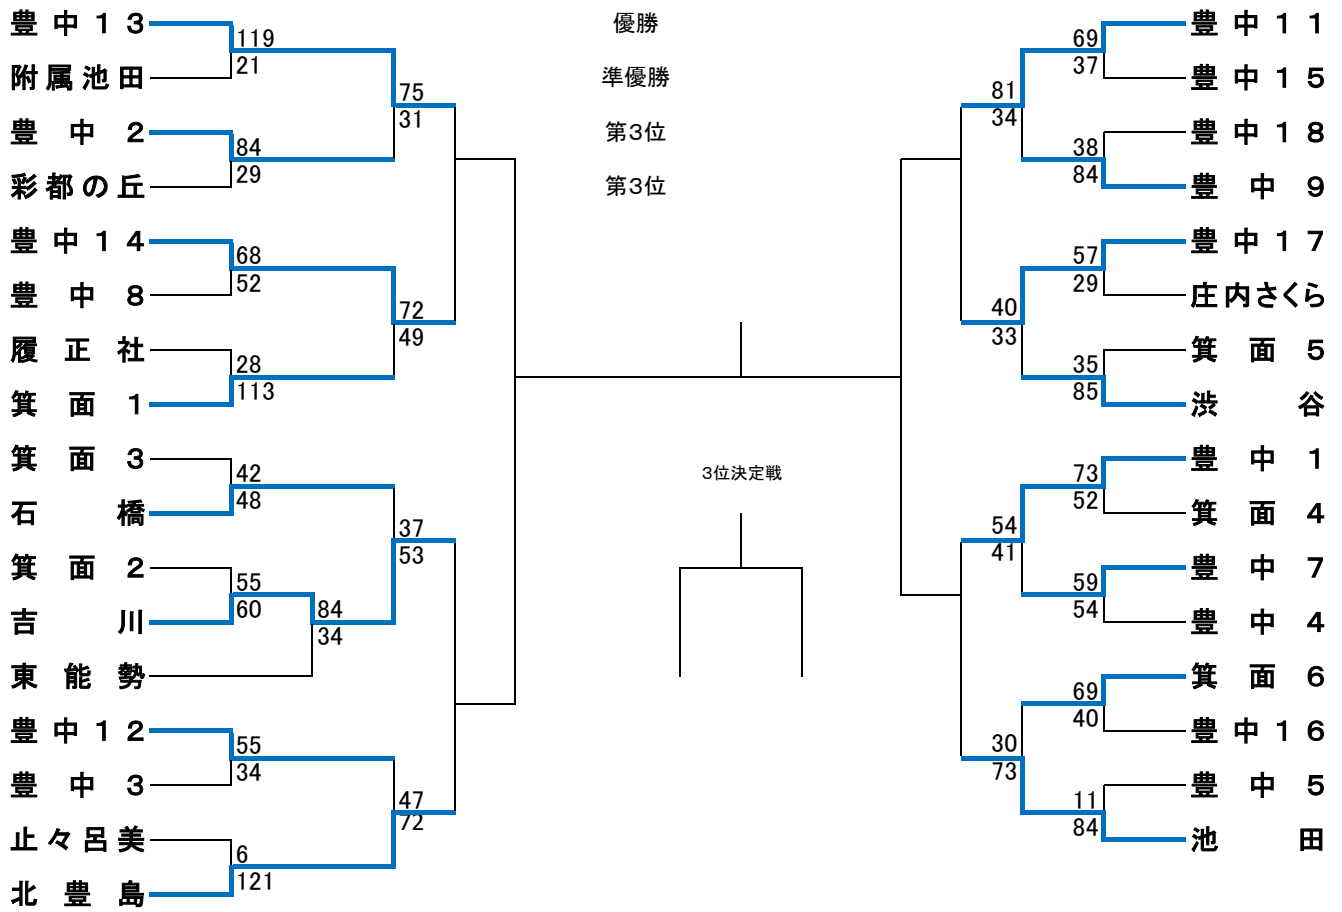 豊中１３
119
21
附属池田
75
31
豊中２
84
29
彩都の丘
豊中１４
68
52
豊中８
72
49
履正社
28
113
箕面１
箕面３
42
48
石橋
37
53
箕面２
55
60
吉川
84
34
東能勢
豊中１２
55
34
豊中３
47
72
止々呂美
6
121
北豊島
優勝
準優勝
第３位
第３位
３位決定戦
豊中１１
69
37
豊中１５
81
34
豊中１８
38
84
豊中９
豊中１７
57
29
庄内さくら
40
33
箕面５
35
85
渋谷
豊中１
73
52
箕面４
54
41
豊中７
59
54
豊中４
箕面６
69
40
豊中１６
30
73
豊中５
11
84
池田